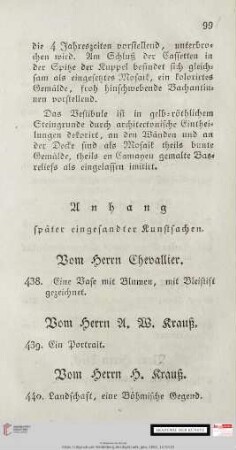 99
die 4 Jahreszeiten vorstellend, unterbro-
chen wird. Am Schluß der Cassetten in
der Spitze der Kuppel befindet sich gleich-
sam als eingesetztes Mosaik, ein kolorirtes
Gemälde, froh hinschwebende Bachantin-
nen vorstellend.
Das Vestibule ist in gelb-röthlichem
Steingrunde durch architectonische Einthei-
lungen dekorirt, an den Wänden und an
der Decke sind als Mosaik theils bunte
Gemälde, theils en Camayeu gemalte Bas-
reliefs als eingelassen imitirt.
Anhang
später eingesandter Kunstsachen.
Vom Herrn Chevallier.
438. Eine Vase mit Blumen, mit Bleistift
gezeichnet.
Vom Herrn A. W. Krauß.
439. Ein Portrait.
Vom Herrn H. Krauß.
440. Landschaft, eine Böhmische Gegend.